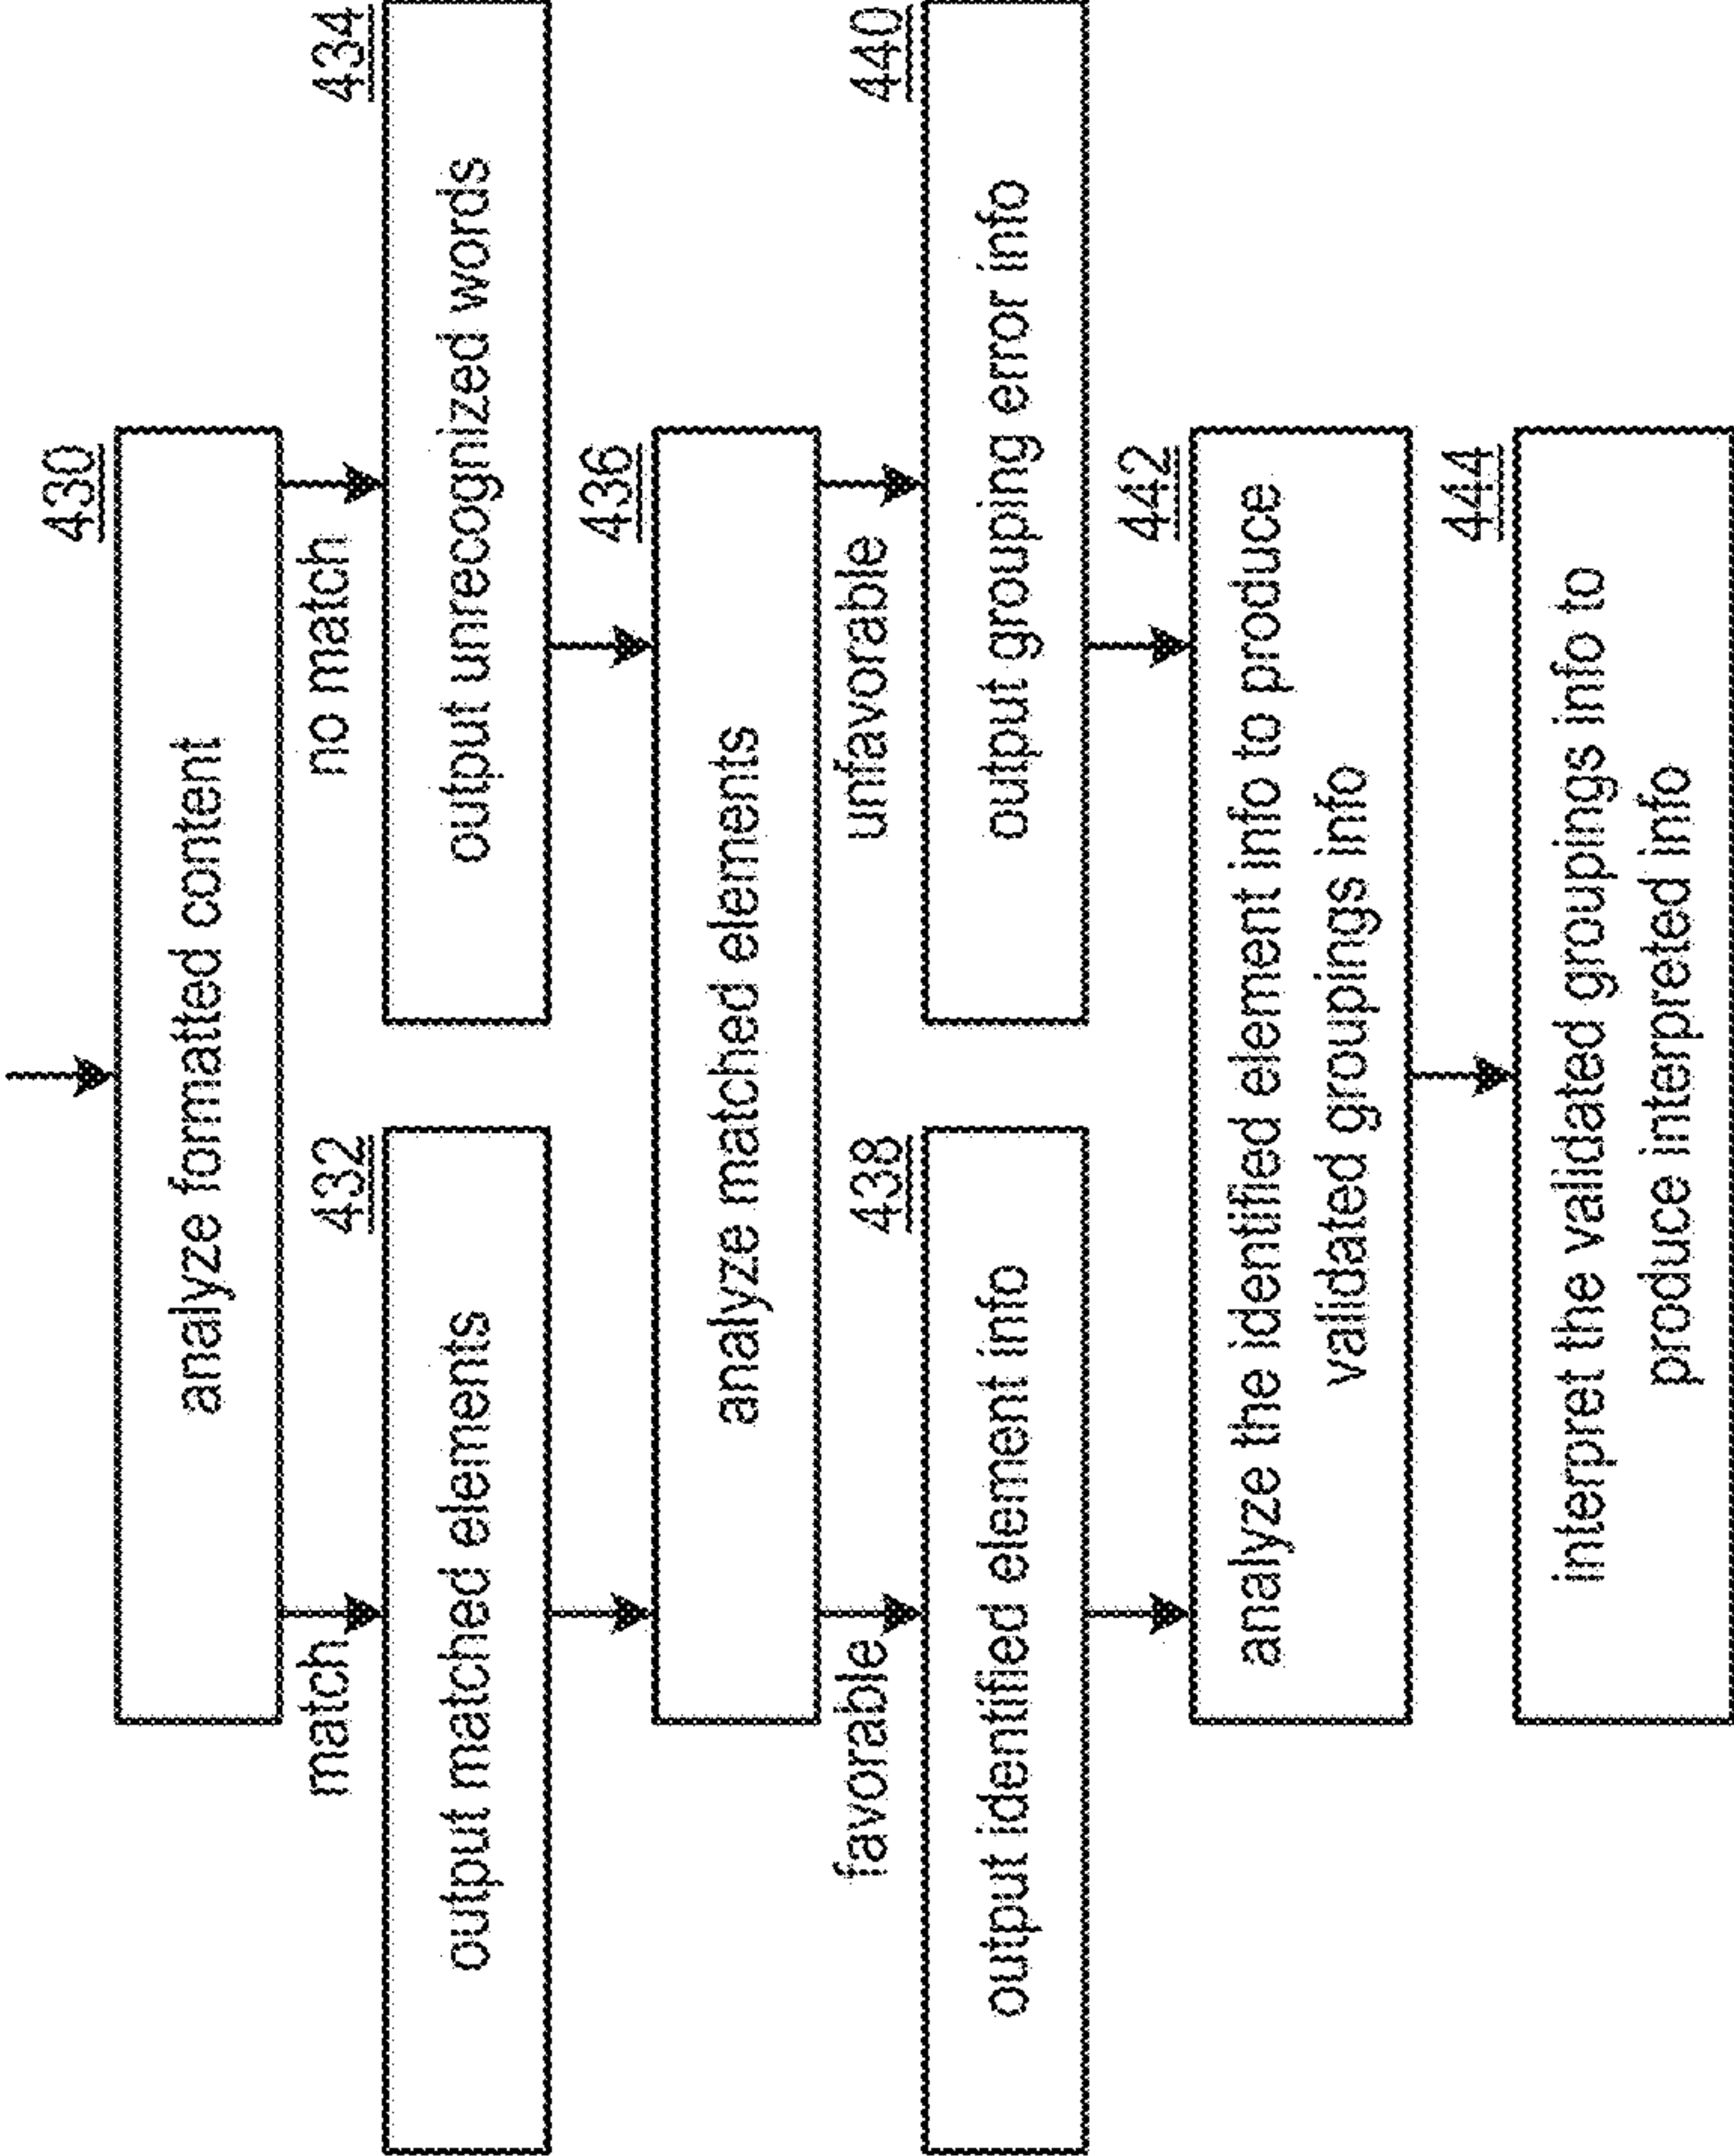 430
analyze formatted content
match
no match
432
434
output matched elements
output unrecognized words
436
analyze matched elements
favorable
unfavorable
438
440
output identified element info
output grouping error info
442
analyze the identified element info to produce
validated groupings info
444
interpret the validated groupings info to
produce interpreted info